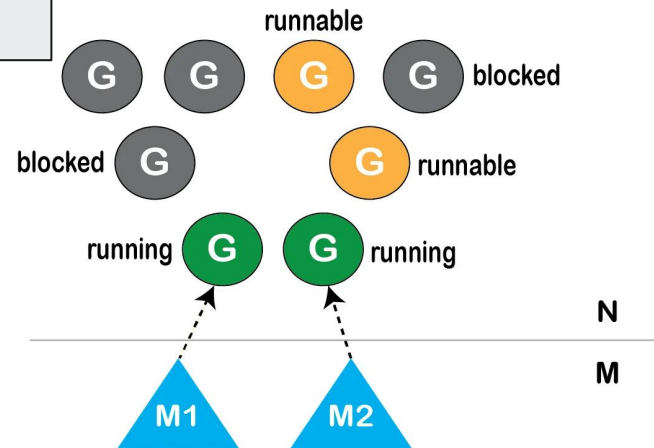 runnable
G G G G blocked
blocked G G runnable
running G G running
N
M
M1 M2